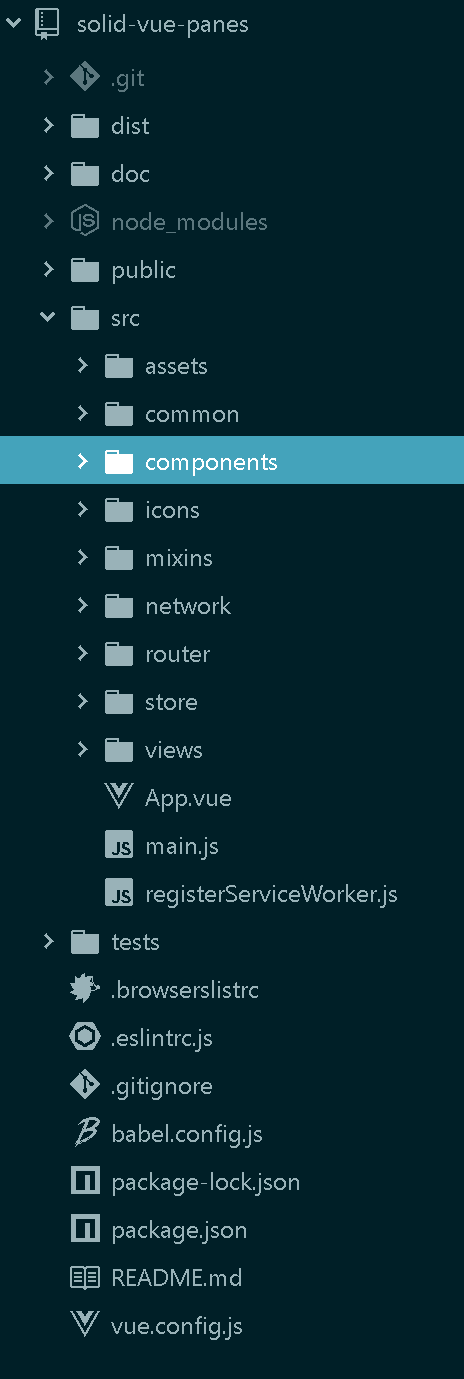 solid-vue-panes
.git
dist
doc
node_modules
public
src
assets
common
components
icons
mixins
network
router
store
views
App.vue
JS main.js
JS registerServiceWorker.js
tests
.browserslistrc
.eslintrc.js
.gitignore
babel.config.js
package-lock.json
package.json
README.md
vue.config.js